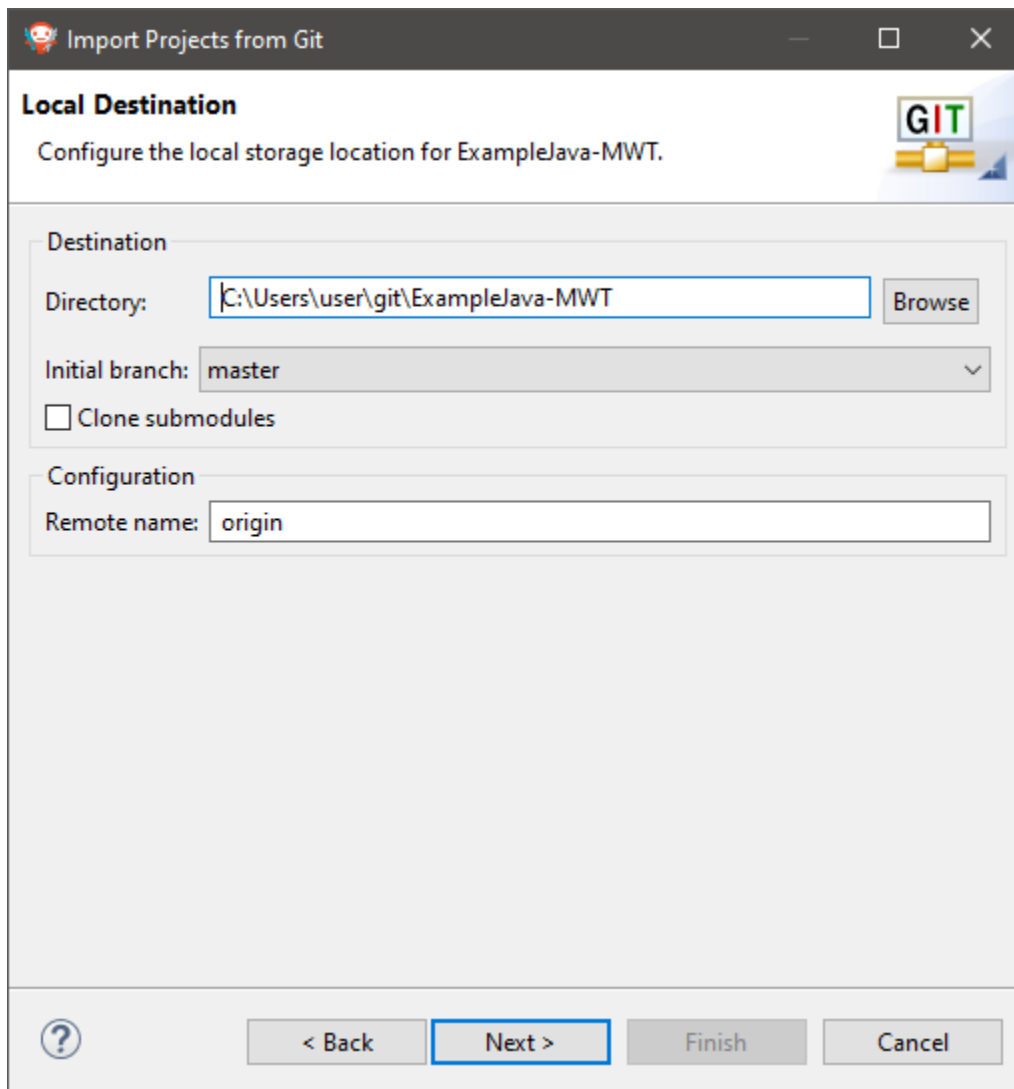 Import Projects from Git
Local Destination
Configure the local storage location for ExampleJava-MWT.
GIT
Destination
Directory: C:\Users\user\git\ExampleJava-MWT Browse
Initial branch: master
Clone submodules
Configuration
Remote name: origin
? < Back Next > Finish Cancel